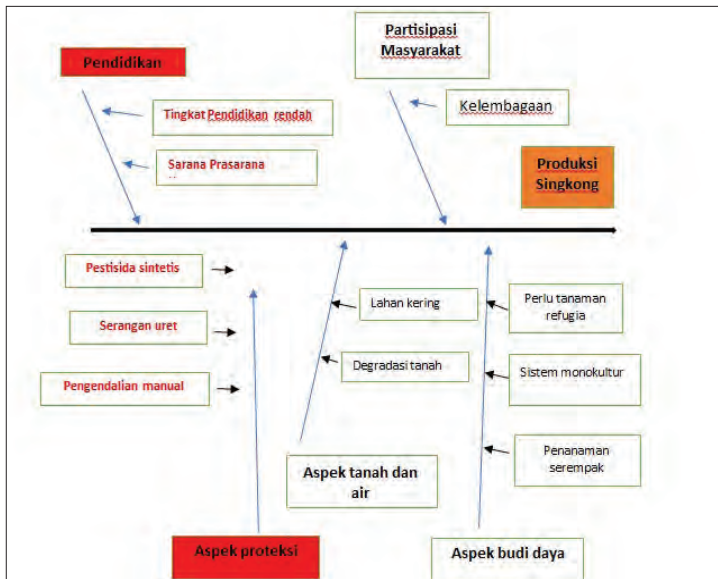 Partisipasi
Masyarakat
Pendidikan
Tingkat Pendidikan rendah
Kelembagaan
Sarana Prasarana
Produksi
Singkong
Pestisida sintetis
Lahan kering
Perlu tanaman
refugia
Serangan uret
Degradasi tanah
Sistem monokultur
Pengendalian manual
Penanaman
serempak
Aspek tanah dan
air
Aspek proteksi
Aspek budi daya